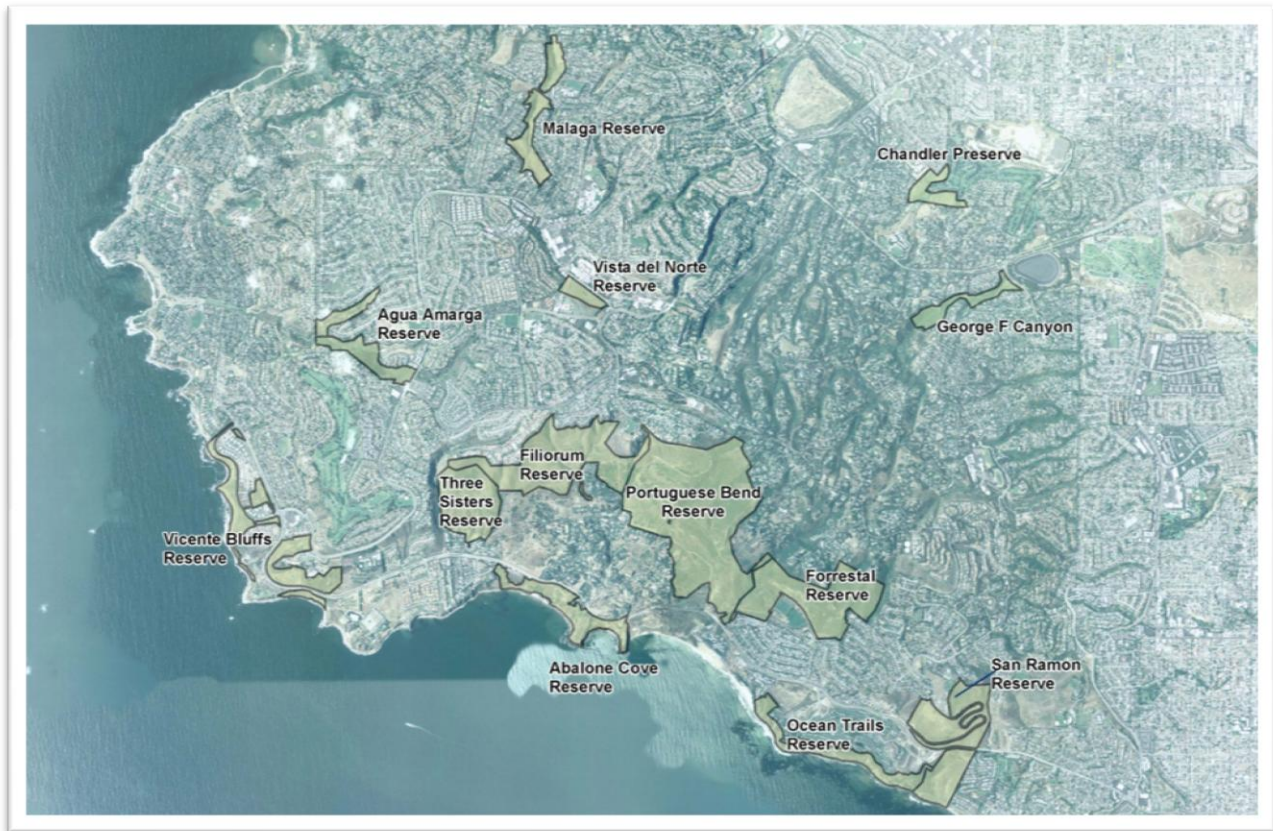 Malaga Reserve
Chandler Preserve
Vista del Norte
Reserve
Agua Amarga
Reserve
George F Canyon
Filiorum
Reserve
Three
Sisters
Reserve
Portuguese Bend
Reserve
Vicente Bluffs
Reserve
Forrestal
Reserve
Abalone Cove
Reserve
San Ramon
Reserve
Ocean Trails
Reserve